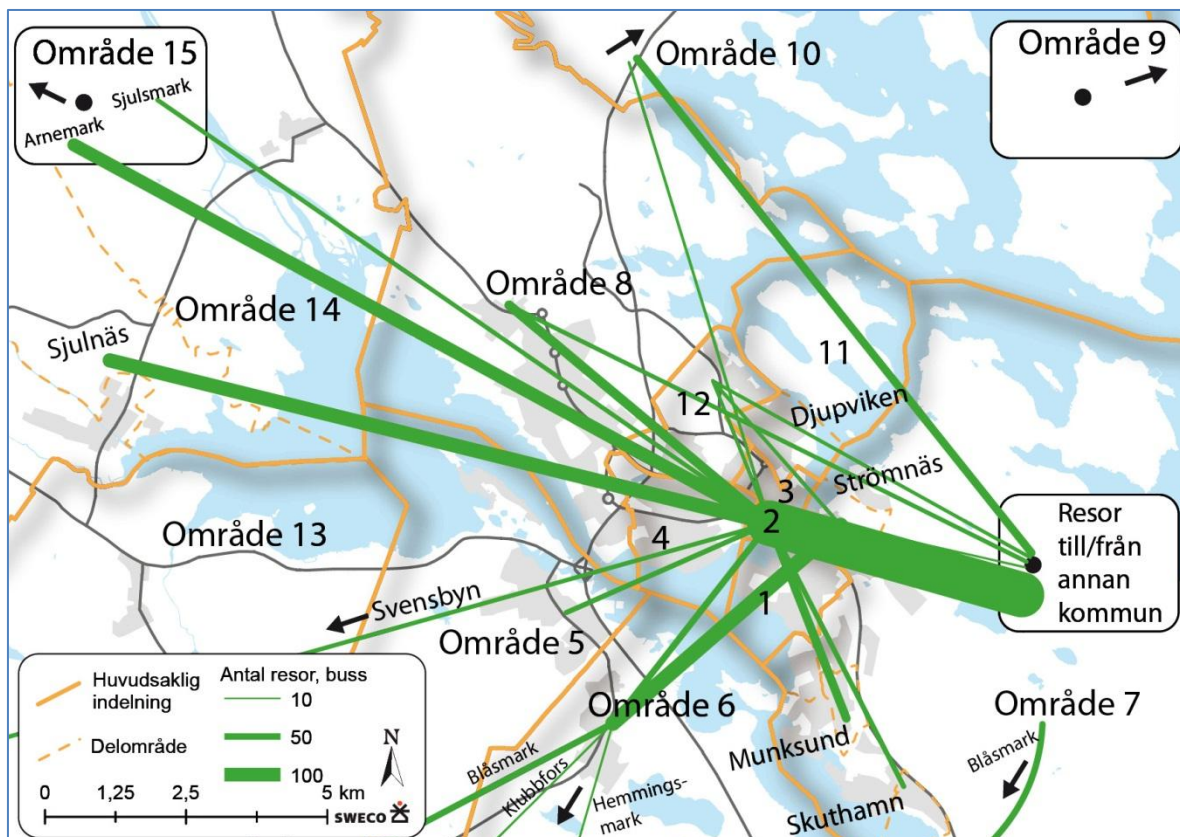 Område 15
Sjulsmark
Arnemark
Område 10
Område 9
Område 8
Område 14
Sjulnäs
11
12
Djupviken
Strömnäs
3
2
4
Område 13
Resor
till/från
annan
kommun
Svensbyn
1
Område 5
Område 6
Område 7
Munksund
Blåsmark
Skuthamn
Blåsmark
Klubbfors
Hemmings-
mark
Huvudsaklig
indelning
Delområde
Antal resor, buss
10
50
100
N
0 1,25 2,5 5 km
SWECO